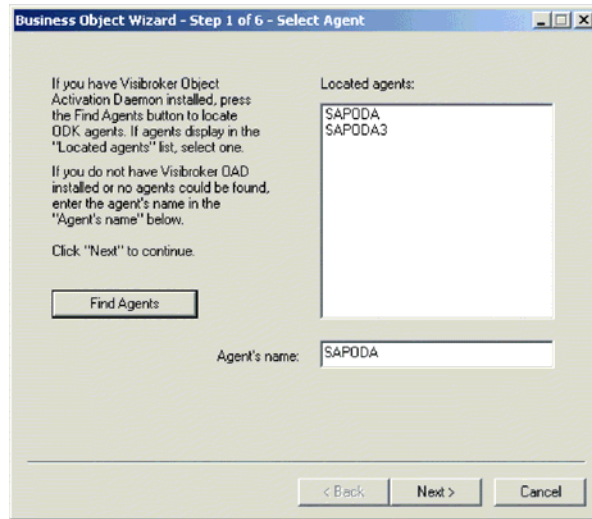 Business Object Wizard - Step 1 of 6 - Select Agent
If you have Visibroker Object
Activation Daemon installed, press
the Find Agents button to locate
ODK agents. If agents display in the
"Located agents" list, select one.
If you do not have Visibroker OAD
installed or no agents could be found,
enter the agent's name in the
"Agent's name" below.
Click "Next" to continue.
Find Agents
Located agents:
SAPODA
SAPODA3
Agent's name:
SAPODA
< Back
Next >
Cancel